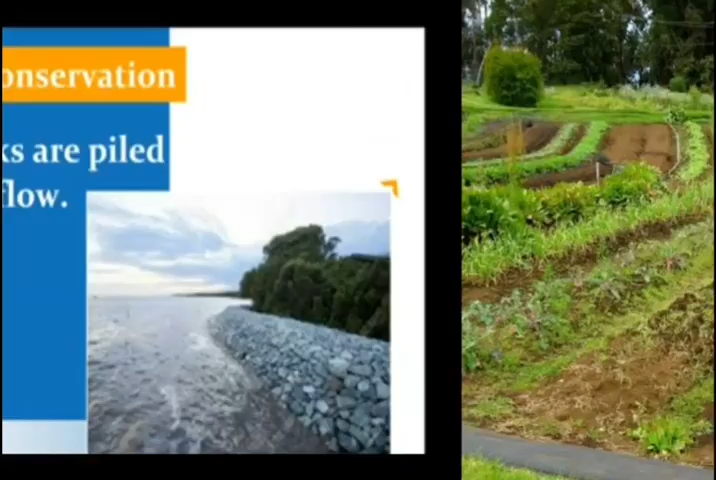 onservation
ks are piled
flow.